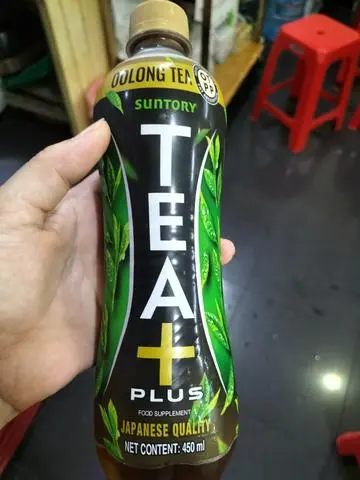 OOLONG TEA
SUNTORY
TEA+
PLUS
FOOD SUPPLEMENT
JAPANESE QUALITY
NET CONTENT: 450 ml